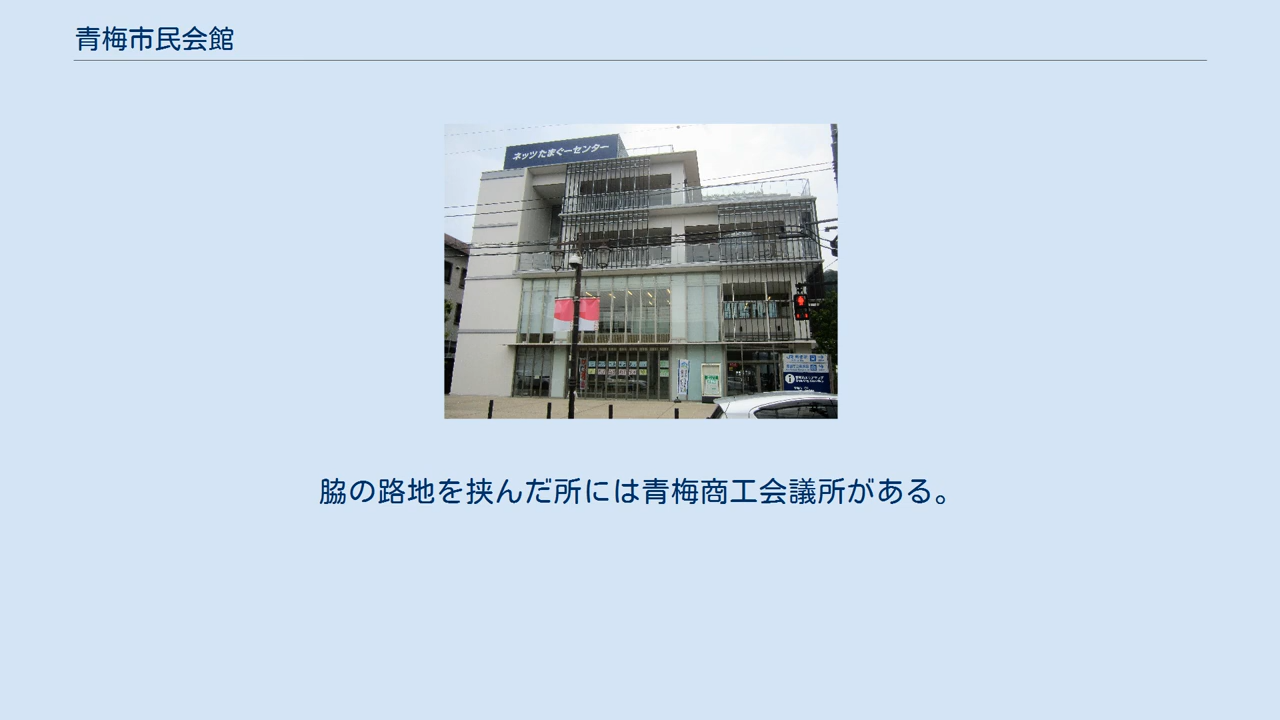 青梅市民会館
ネッツたまぐーセンター
脇の路地を挟んだ所には青梅商工会議所がある。